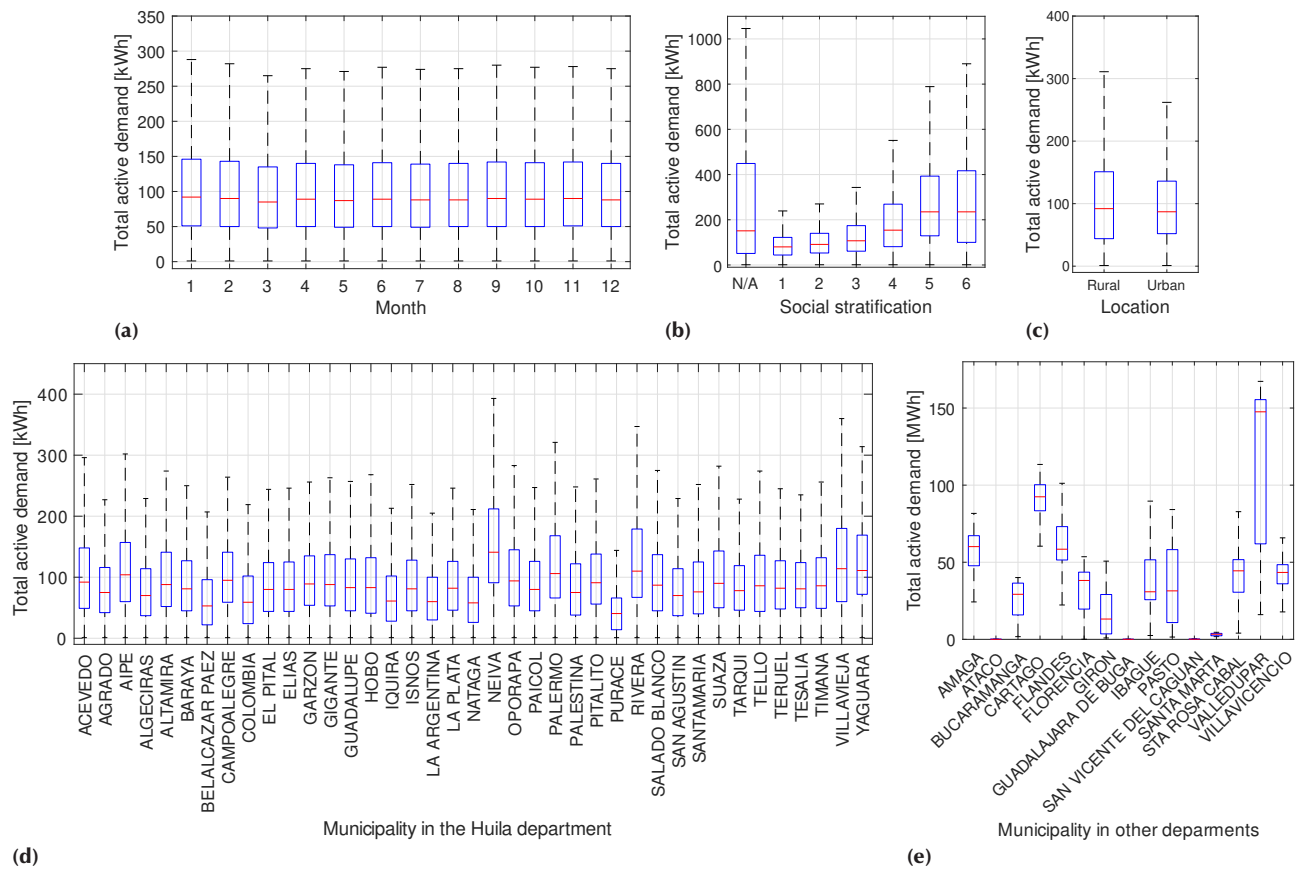 350
300
250
200
150
100
50
0
Total active demand [kWh]
1 2 3 4 5 6 7 8 9 10 11 12
Month
(a)
1000
800
600
400
200
0
Total active demand [kWh]
N/A 1 2 3 4 5 6
Social stratification
(b)
400
300
200
100
0
Total active demand [kWh]
Rural Urban
Location
(c)
400
300
200
100
0
Total active demand [kWh]
ACEVEDO
AGRADO
AIPE
ALGECIRAS
ALTAMIRA
BARAYA
BELALCAZAR PAEZ
CAMPOALEGRE
COLOMBIA
EL PITAL
ELIAS
GARZON
GIGANTE
GUADALUPE
HOBO
IQUIRA
ISNOS
LA ARGENTINA
LA PLATA
NATAGA
NEIVA
OPORAPA
PAICOL
PALERMO
PALESTINA
PITALITO
PURACE
RIVERA
SALADO BLANCO
SAN AGUSTIN
SANTAMARIA
SUAZA
TARQUI
TELLO
TERUEL
TESALIA
TIMANA
VILLAVIEJA
YAGUARA
Municipality in the Huila department
(d)
150
100
50
0
Total active demand [MWh]
AMAGA
ATACO
BUCARAMANGA
CARTAGO
FLANDES
FLORENCIA
GIRON
GUADALAJARA DE BUGA
IBAGUE
PASTO
SAN VICENTE DEL CAGUAN
SANTA MARTA
STA ROSA CABAL
VALLEDUPAR
VILLAVICENCIO
Municipality in other deparments
(e)